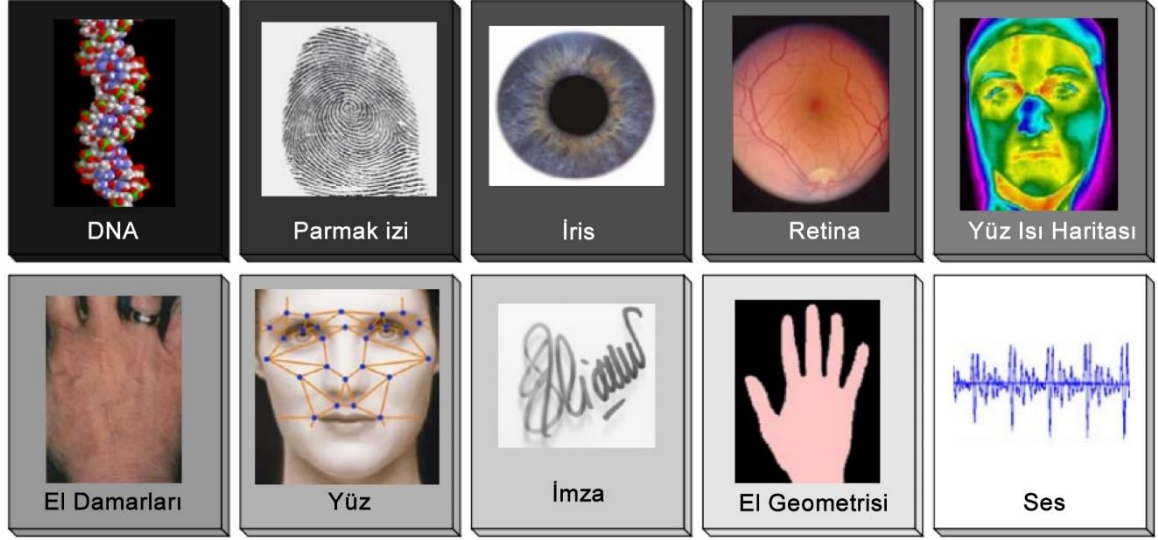 DNA
Parmak izi
İris
Retina
Yüz Isı Haritası
El Damarları
Yüz
İmza
El Geometrisi
Ses